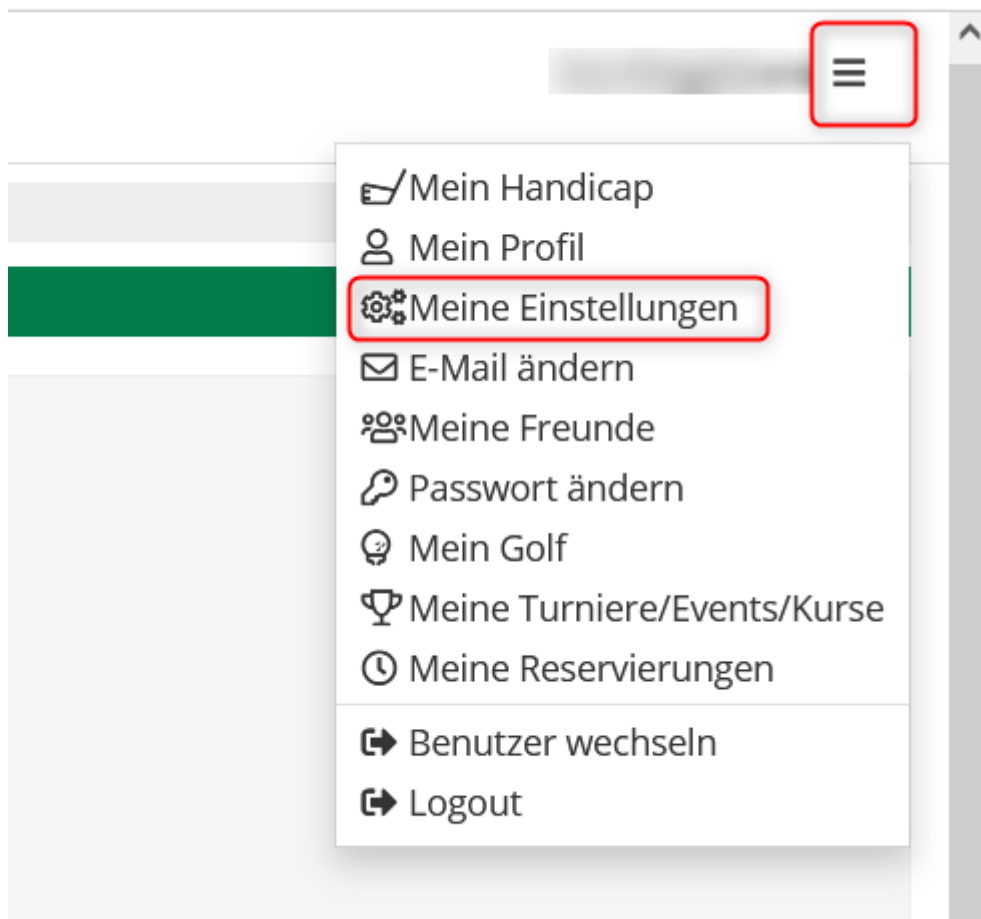 Mein Handicap
Mein Profil
Meine Einstellungen
E-Mail ändern
Meine Freunde
Passwort ändern
Mein Golf
Meine Turniere/Events/Kurse
Meine Reservierungen
Benutzer wechseln
Logout